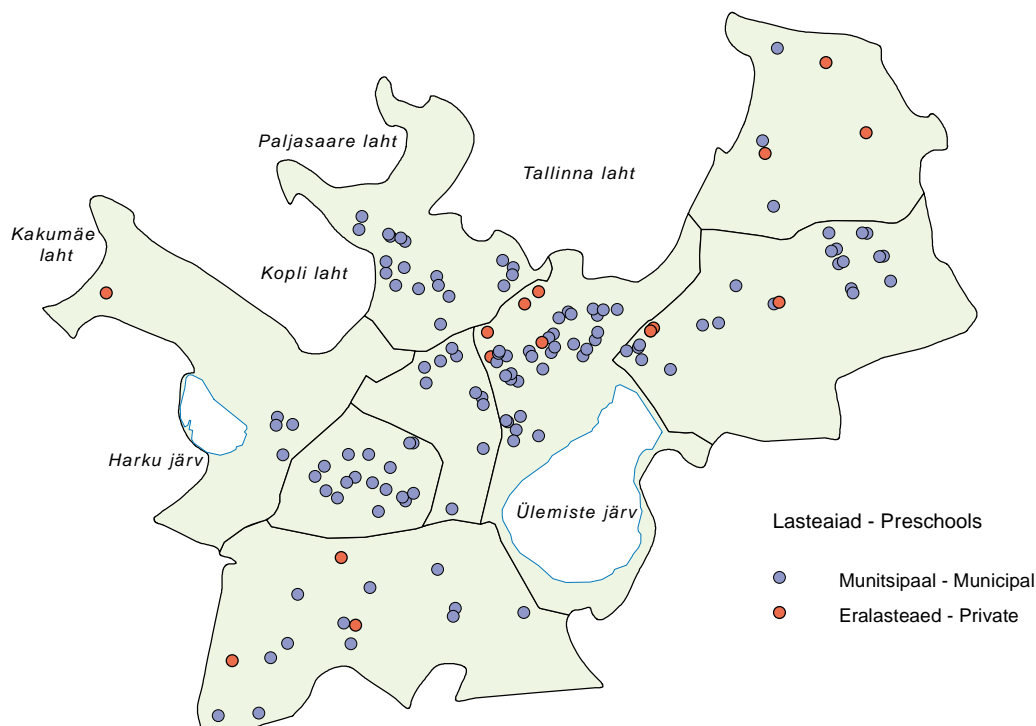 Paljasaare laht
Tallinna laht
Kakumäe
laht
Kopli laht
Harku järv
Ülemiste järv
Lasteaiad - Preschools
Munitsipaal - Municipal
Eralasteaed - Private